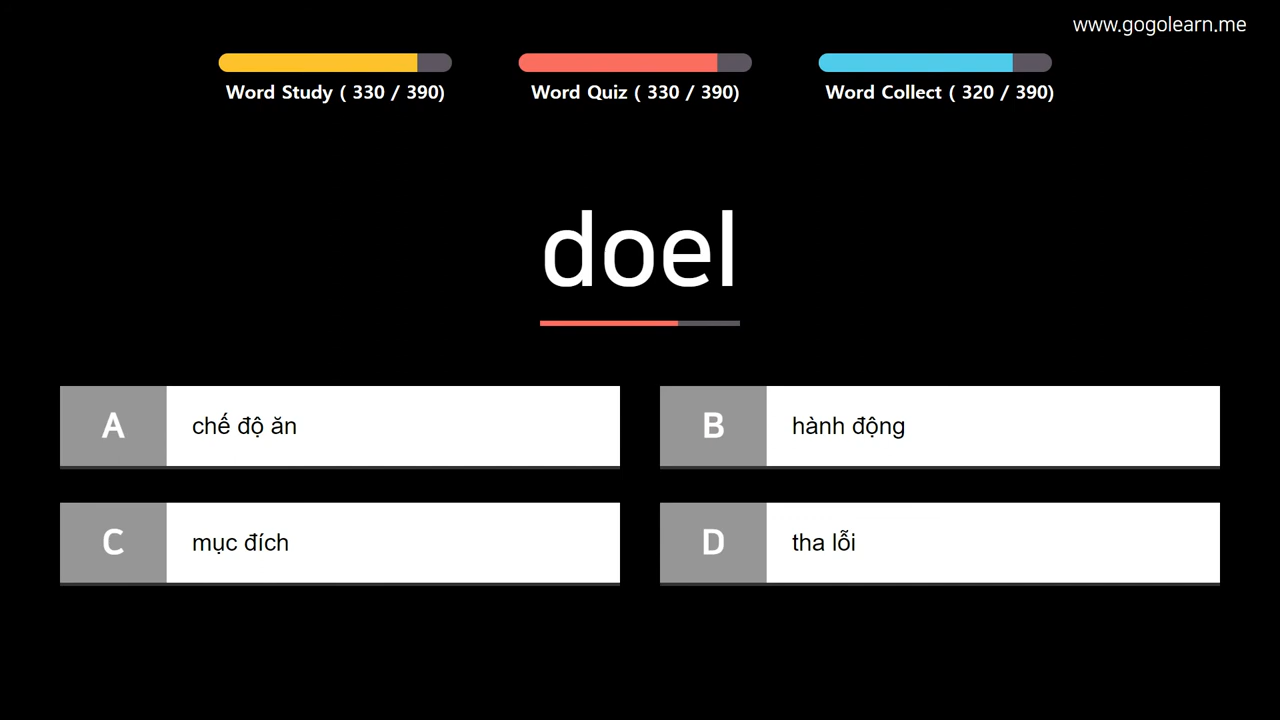 www.gogolearn.me
Word Study ( 330 / 390)
Word Quiz ( 330 / 390)
Word Collect ( 320 / 390)
doel
A chế độ ăn
B hành động
C mục đích
D tha lỗi